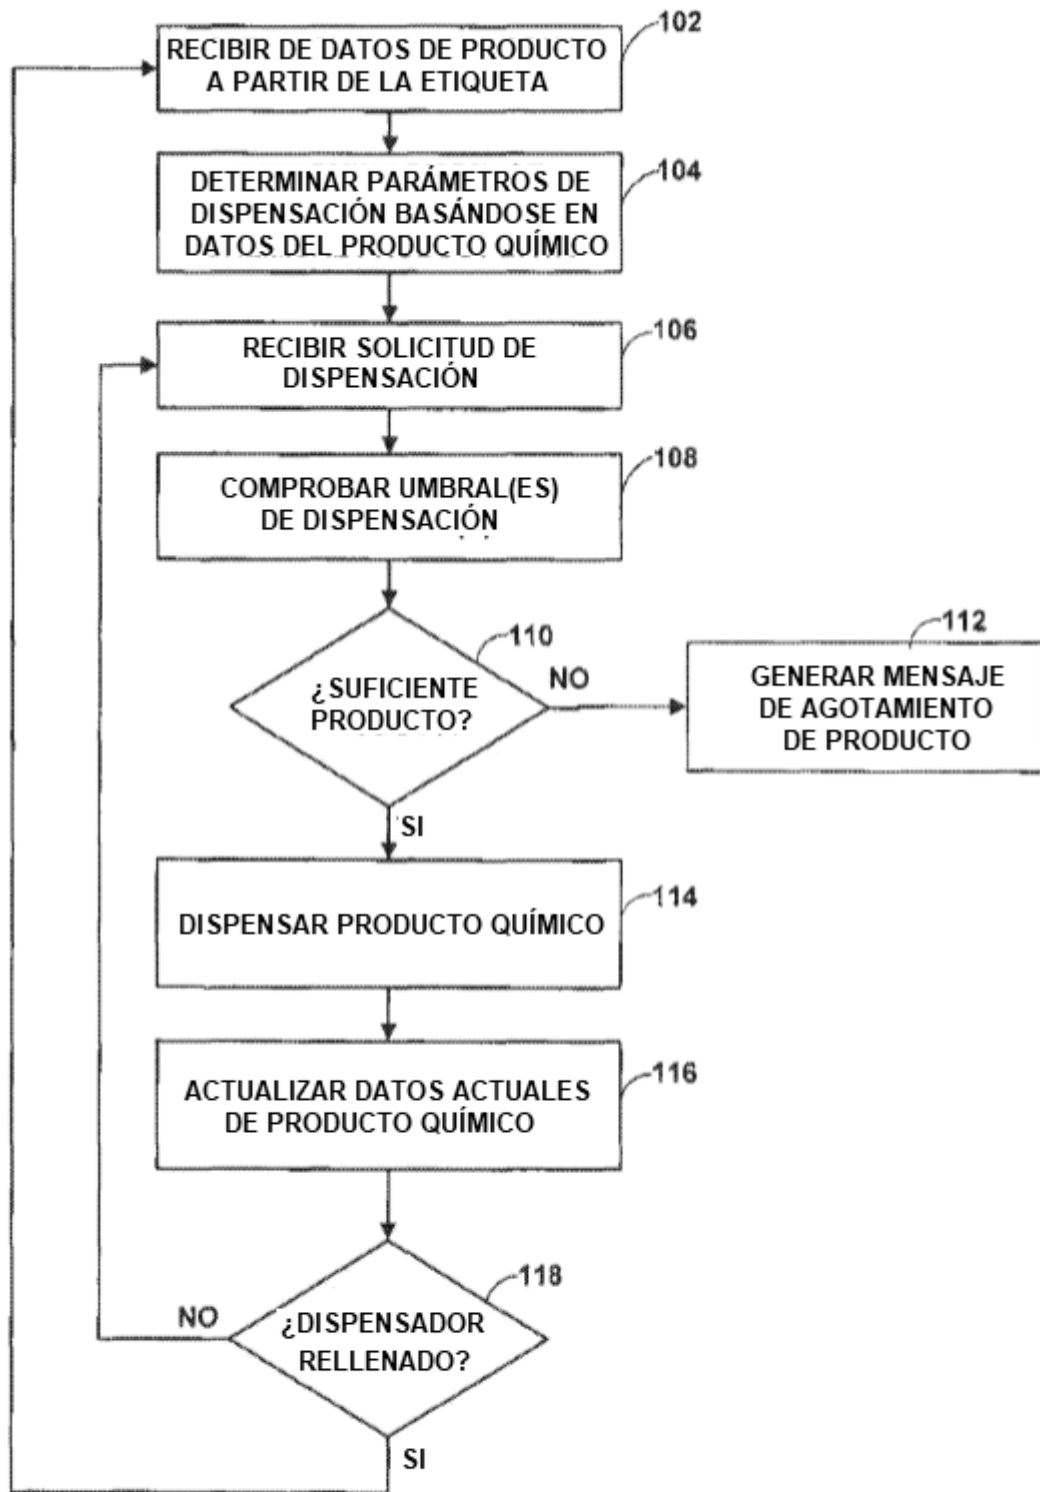 102
RECIBIR DE DATOS DE PRODUCTO
A PARTIR DE LA ETIQUETA
104
DETERMINAR PARÁMETROS DE
DISPENSACIÓN BASÁNDOSE EN
DATOS DEL PRODUCTO QUÍMICO
106
RECIBIR SOLICITUD DE
DISPENSACIÓN
108
COMPROBAR UMBRAL(ES)
DE DISPENSACIÓN
110
¿SUFICIENTE
PRODUCTO?
NO
112
GENERAR MENSAJE
DE AGOTAMIENTO
DE PRODUCTO
SI
114
DISPENSAR PRODUCTO QUÍMICO
116
ACTUALIZAR DATOS ACTUALES
DE PRODUCTO QUÍMICO
118
NO
¿DISPENSADOR
RELLENADO?
SI